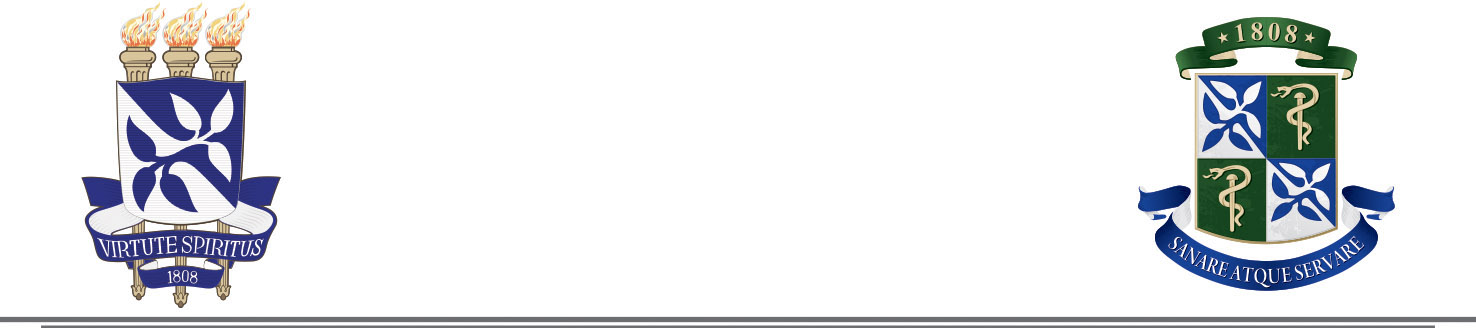 VIRTUTE SPIRITUS
1808
★ 1808 ★
SANARE ATQUE SERVARE